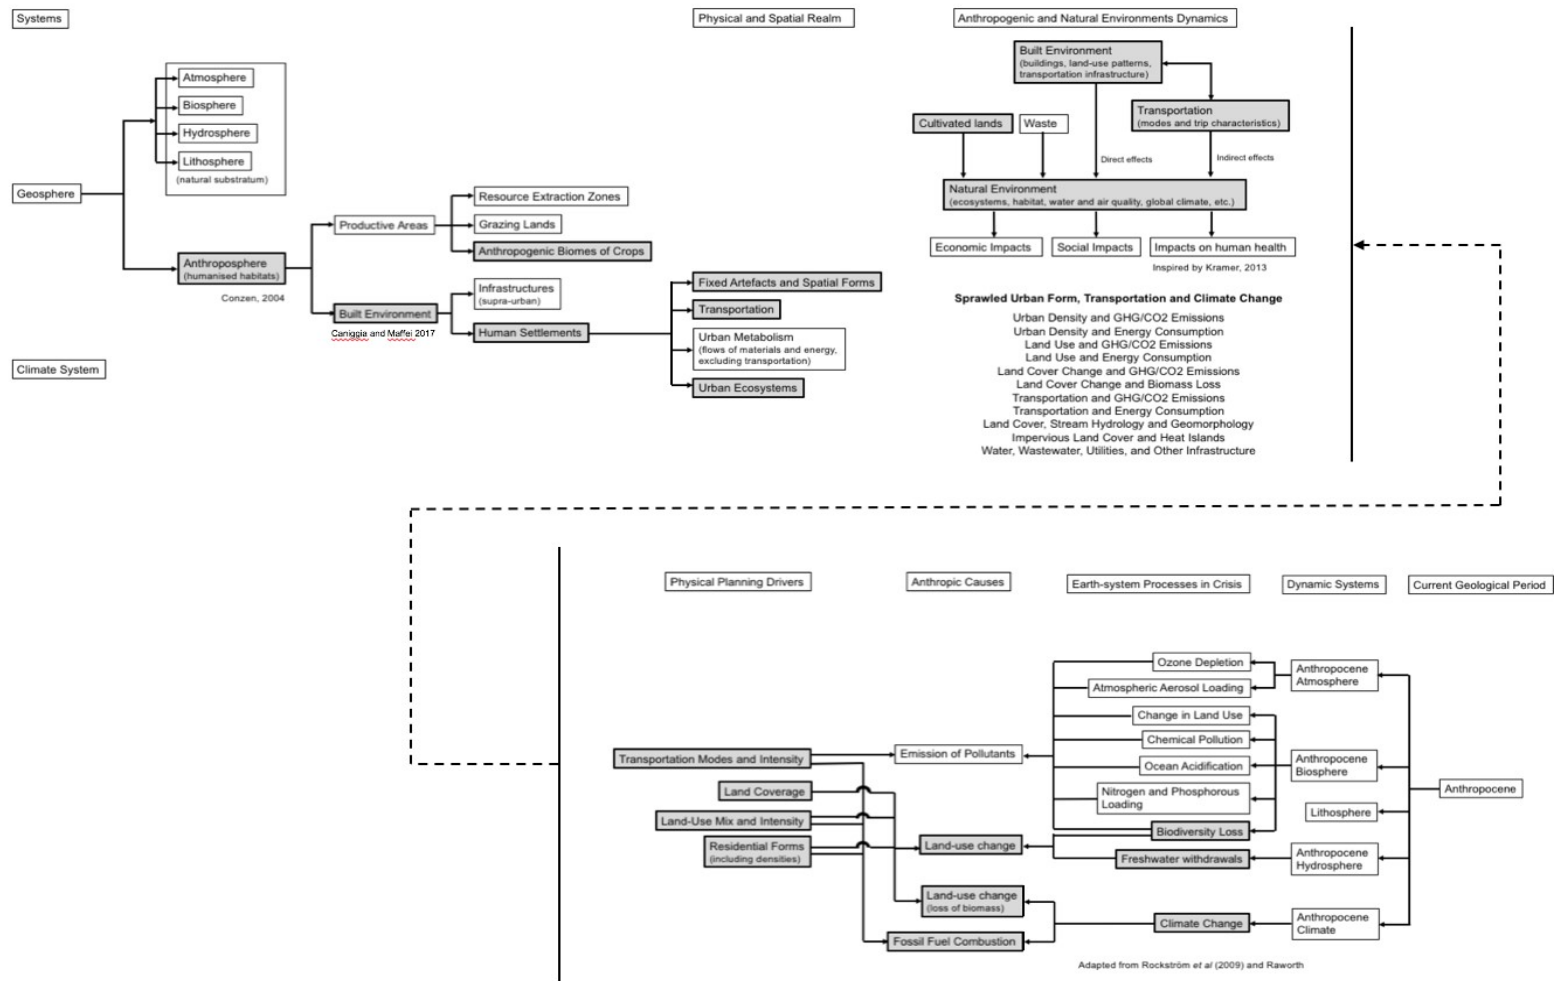 Systems
Physical and Spatial Realm
Anthropogenic and Natural Environments Dynamics
Geosphere
Atmosphere
Biosphere
Hydrosphere
Lithosphere
(natural substratum)
Anthroposphere
(humanised habitats)
Conzen, 2004
Productive Areas
Built Environment
Caniggia and Maffei 2017
Resource Extraction Zones
Grazing Lands
Anthropogenic Biomes of Crops
Infrastructures
(supra-urban)
Human Settlements
Fixed Artefacts and Spatial Forms
Transportation
Urban Metabolism
(flows of materials and energy,
excluding transportation)
Urban Ecosystems
Climate System
Built Environment
(buildings, land-use patterns,
transportation infrastructure)
Transportation
(modes and trip characteristics)
Cultivated lands
Waste
Direct effects
Indirect effects
Natural Environment
(ecosystems, habitat, water and air quality, global climate, etc.)
Economic Impacts
Social Impacts
Impacts on human health
Inspired by Kramer, 2013
Sprawled Urban Form, Transportation and Climate Change
Urban Density and GHG/CO2 Emissions
Urban Density and Energy Consumption
Land Use and GHG/CO2 Emissions
Land Use and Energy Consumption
Land Cover Change and GHG/CO2 Emissions
Land Cover Change and Biomass Loss
Transportation and GHG/CO2 Emissions
Transportation and Energy Consumption
Land Cover, Stream Hydrology and Geomorphology
Impervious Land Cover and Heat Islands
Water, Wastewater, Utilities, and Other Infrastructure
Physical Planning Drivers
Anthropic Causes
Earth-system Processes in Crisis
Dynamic Systems
Current Geological Period
Transportation Modes and Intensity
Land Coverage
Land-Use Mix and Intensity
Residential Forms
(including densities)
Emission of Pollutants
Land-use change
Land-use change
(loss of biomass)
Fossil Fuel Combustion
Ozone Depletion
Atmospheric Aerosol Loading
Change in Land Use
Chemical Pollution
Ocean Acidification
Nitrogen and Phosphorous
Loading
Biodiversity Loss
Freshwater withdrawals
Climate Change
Anthropocene
Atmosphere
Anthropocene
Biosphere
Lithosphere
Anthropocene
Hydrosphere
Anthropocene
Climate
Anthropocene
Adapted from Rockström et al (2009) and Raworth